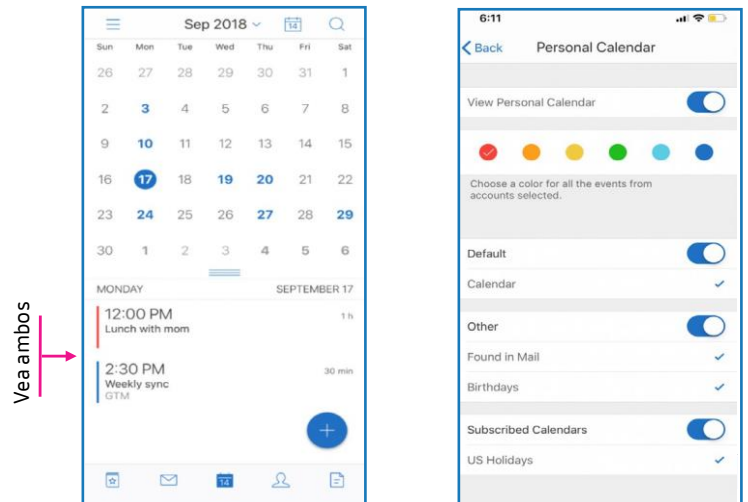 Vea ambos
Sep 2018
14
Sun Mon Tue Wed Thu Fri Sat
26 27 28 29 30 31 1
2 3 4 5 6 7 8
9 10 11 12 13 14 15
16 17 18 19 20 21 22
23 24 25 26 27 28 29
30 1 2 3 4 5 6
MONDAY SEPTEMBER 17
12:00 PM 1 h
Lunch with mom
2:30 PM 30 min
Weekly sync
GTM
14
6:11
Back Personal Calendar
View Personal Calendar
Choose a color for all the events from
accounts selected.
Default
Calendar
Other
Found in Mail
Birthdays
Subscribed Calendars
US Holidays